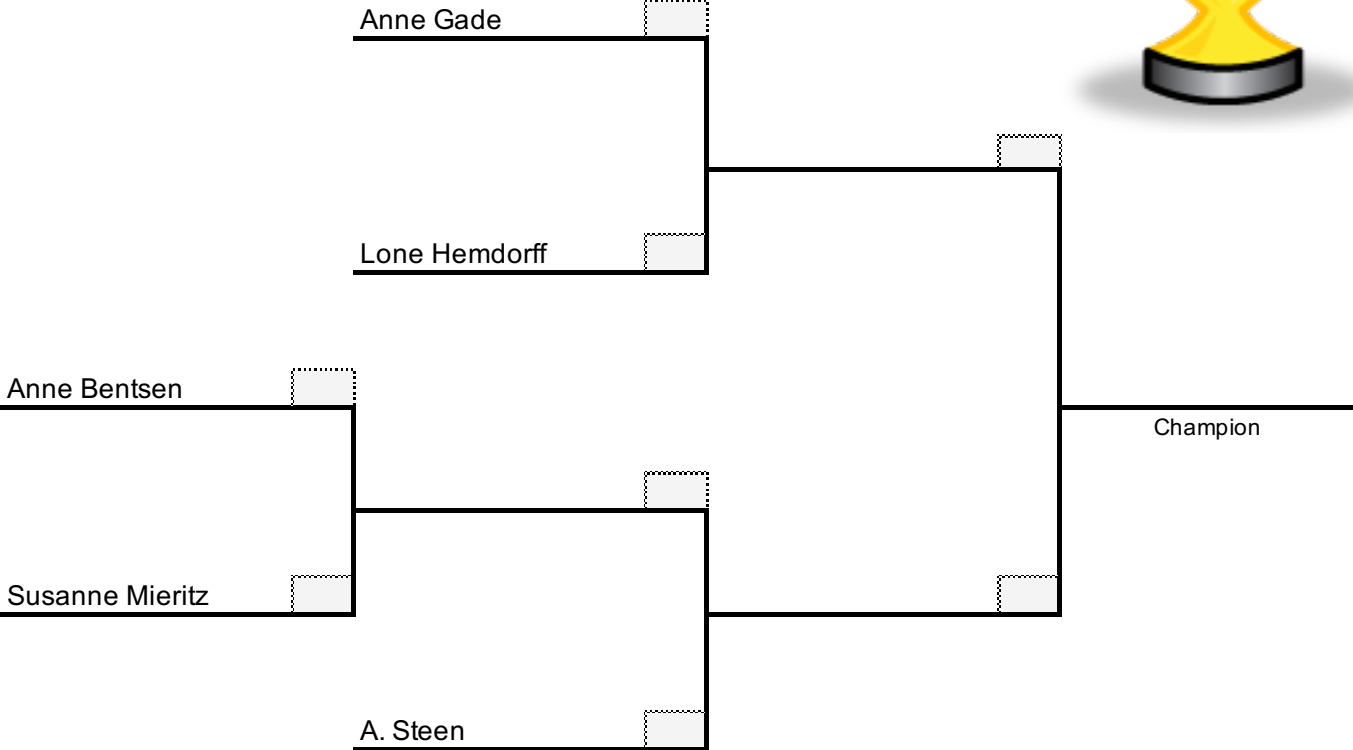 Anne Gade
Lone Hemdorff
Anne Bentsen
Champion
Susanne Mieritz
A. Steen